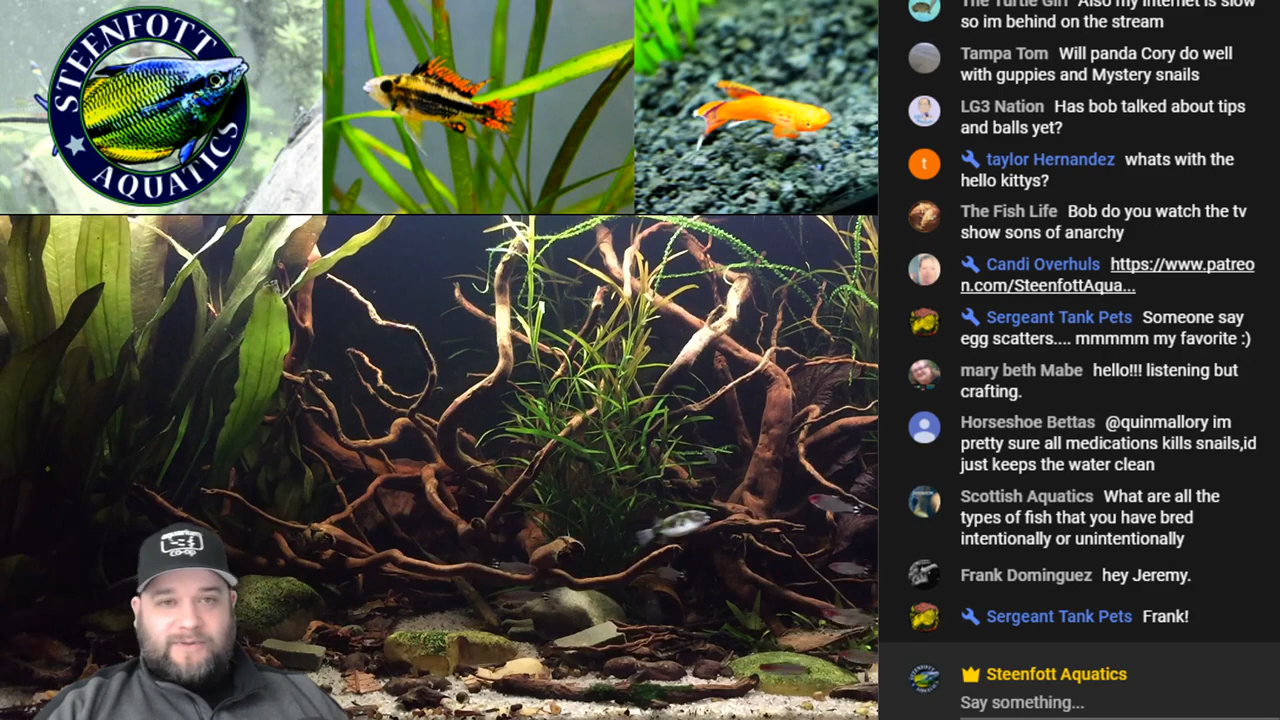 STEENFOTT
AQUATICS
CO-OP
The Turtle Girl Also my internet is slow
so im behind on the stream
Tampa Tom Will panda Cory do well
with guppies and Mystery snails
LG3 Nation Has bob talked about tips
and balls yet?
t taylor Hernandez whats with the
hello kittys?
The Fish Life Bob do you watch the tv
show sons of anarchy
Candi Overhuls https://www.patreo
n.com/SteenfottAqua...
Sergeant Tank Pets Someone say
egg scatters.... mmmmm my favorite :)
mary beth Mabe hello!!! listening but
crafting.
Horseshoe Bettas @quinmallory im
pretty sure all medications kills snails,id
just keeps the water clean
Scottish Aquatics What are all the
types of fish that you have bred
intentionally or unintentionally
Frank Dominguez hey Jeremy.
Sergeant Tank Pets Frank!
Steenfott Aquatics
Say something...